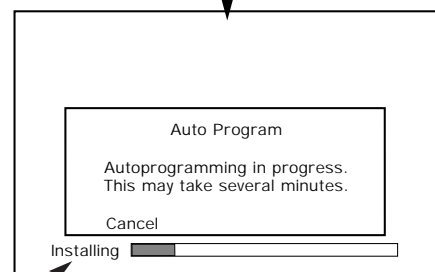 Auto Program
Autoprogramming in progress.
This may take several minutes.
Cancel
Installing